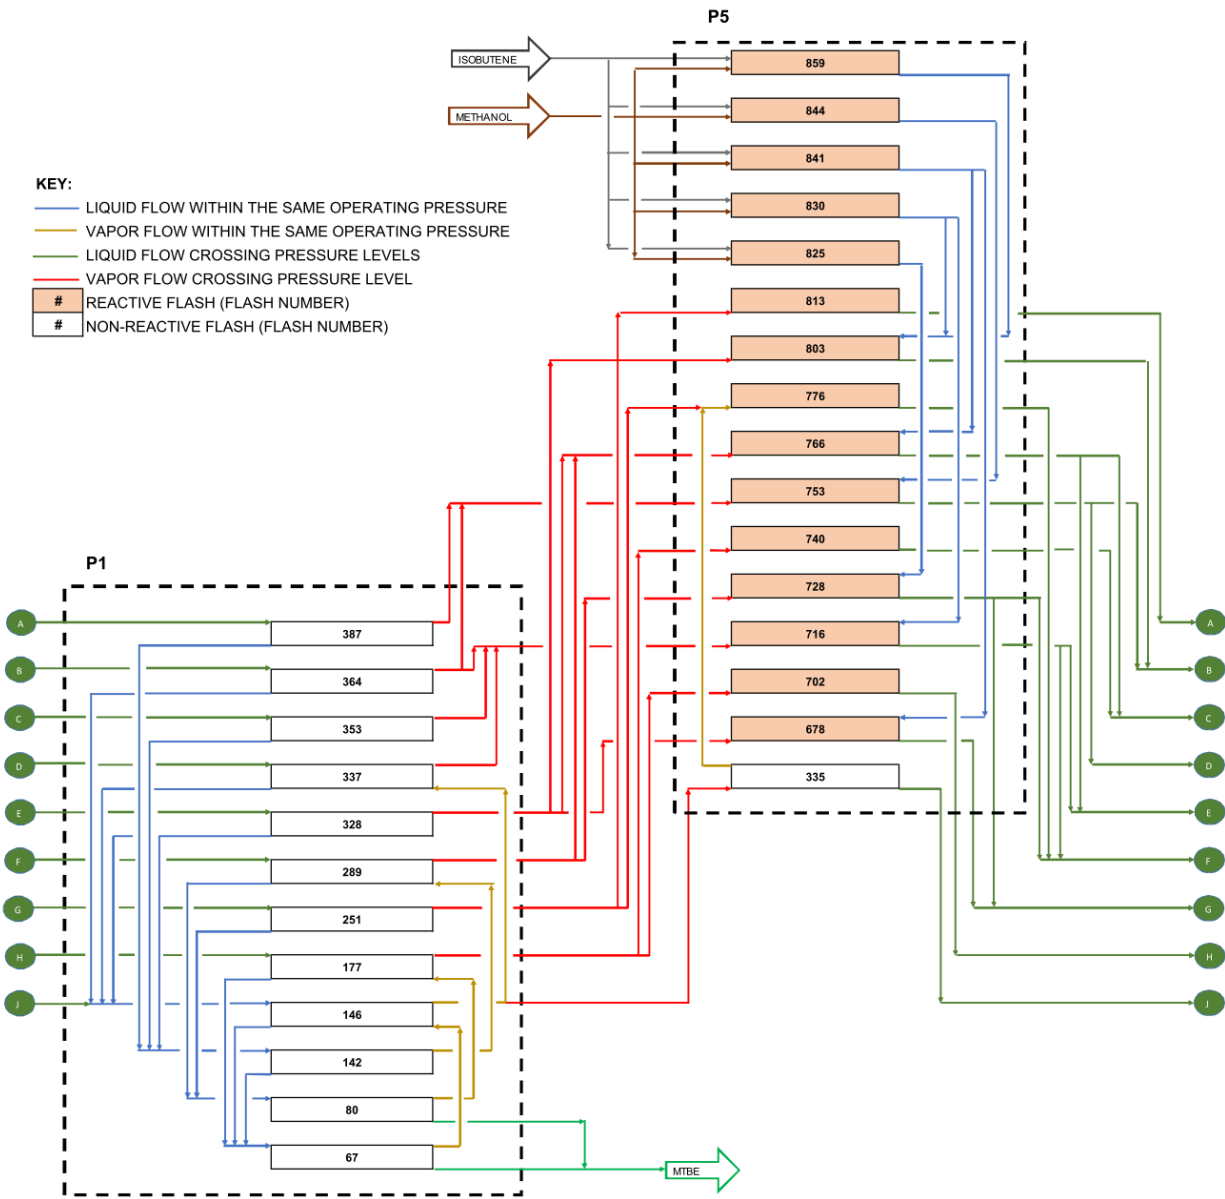 P5
ISOBUTENE
METHANOL
859
844
841
830
825
813
803
776
766
753
740
728
716
702
678
335
KEY:
LIQUID FLOW WITHIN THE SAME OPERATING PRESSURE
VAPOR FLOW WITHIN THE SAME OPERATING PRESSURE
LIQUID FLOW CROSSING PRESSURE LEVELS
VAPOR FLOW CROSSING PRESSURE LEVEL
# REACTIVE FLASH (FLASH NUMBER)
# NON-REACTIVE FLASH (FLASH NUMBER)
P1
A
B
C
D
E
F
G
H
J
387
364
353
337
328
289
251
177
146
142
80
67
A
B
C
D
E
F
G
H
J
MTBE